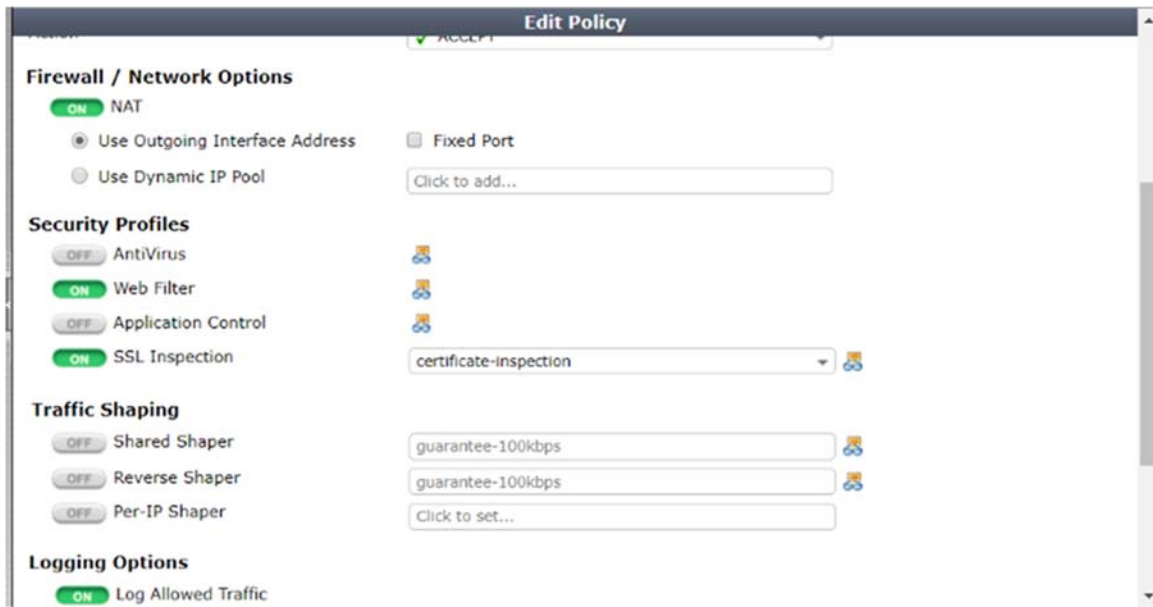 Edit Policy
ACCEPT
Firewall / Network Options
ON NAT
Use Outgoing Interface Address Fixed Port
Use Dynamic IP Pool Click to add...
Security Profiles
OFF AntiVirus
ON Web Filter
OFF Application Control
ON SSL Inspection certificate-inspection
Traffic Shaping
OFF Shared Shaper guarantee-100kbps
OFF Reverse Shaper guarantee-100kbps
OFF Per-IP Shaper Click to set...
Logging Options
ON Log Allowed Traffic